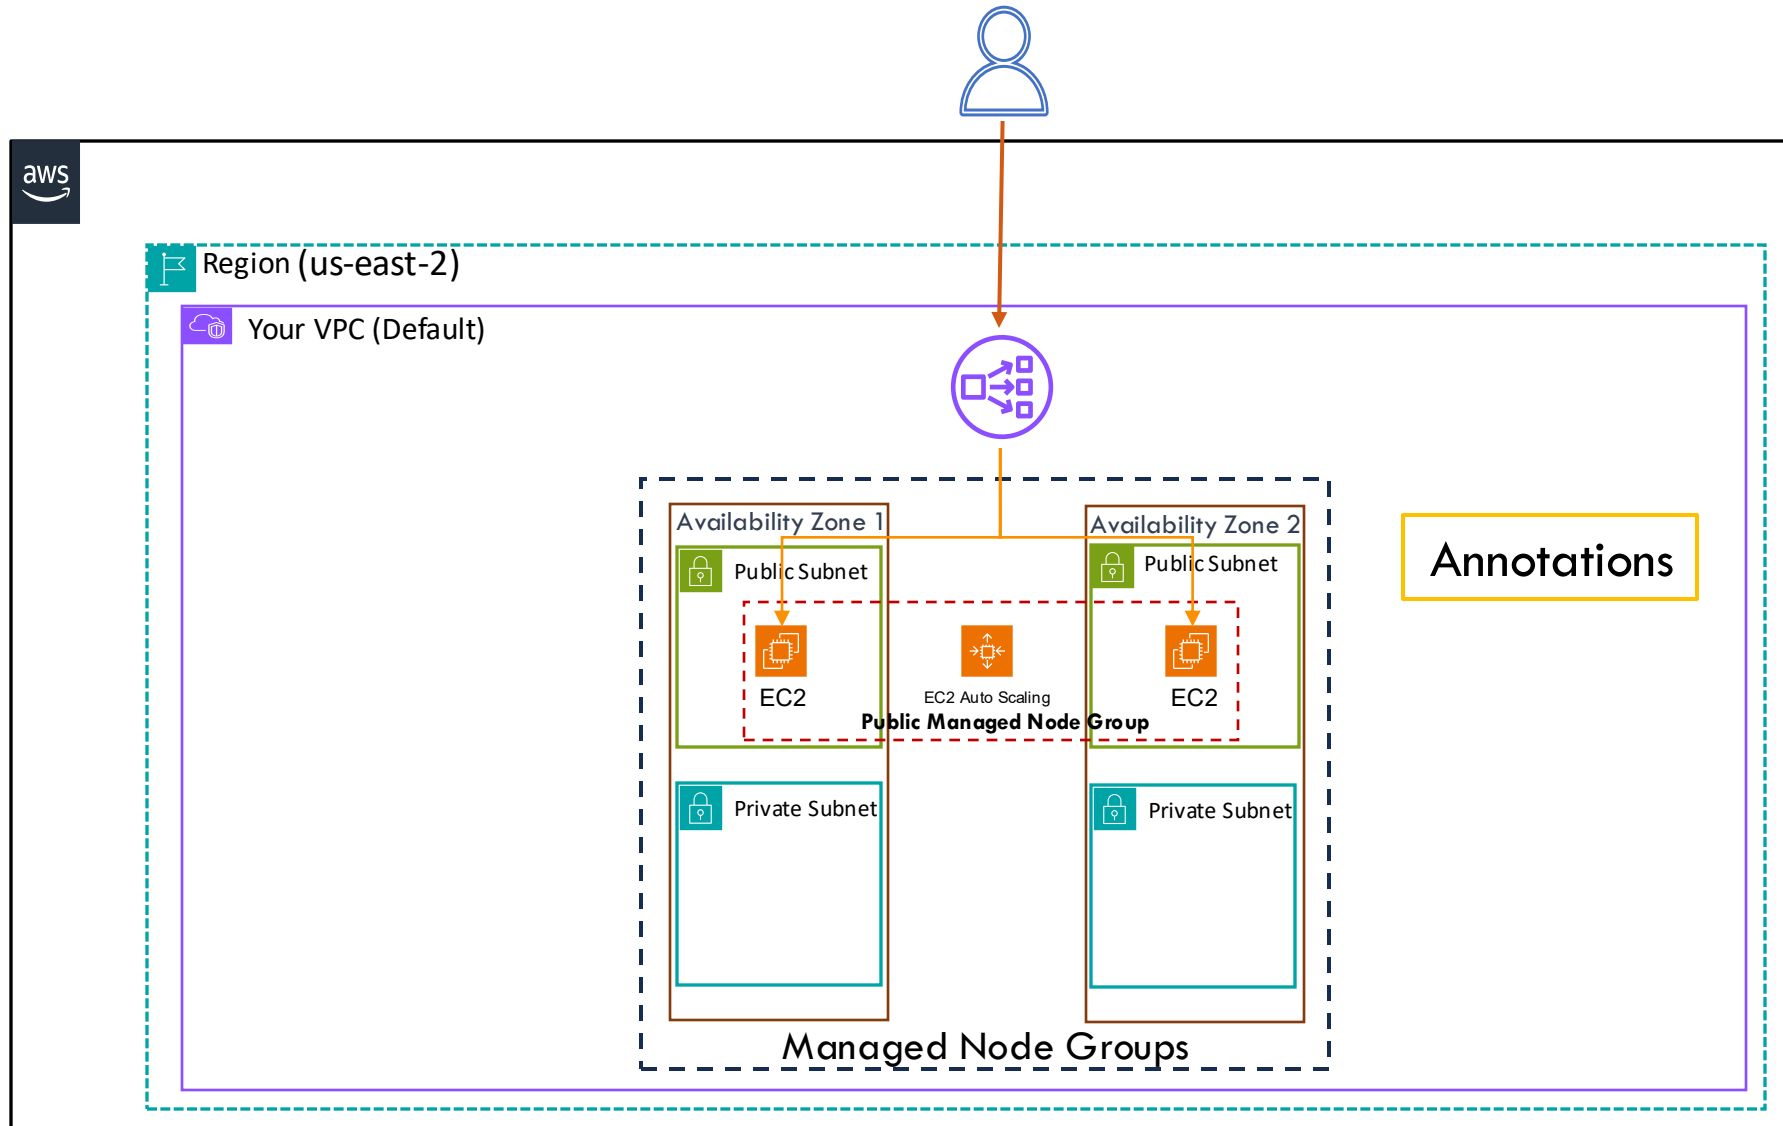 aws
Region (us-east-2)
Your VPC (Default)
Availability Zone 1
Availability Zone 2
Annotations
Public Subnet
Public Subnet
EC2
EC2 Auto Scaling
EC2
Public Managed Node Group
Private Subnet
Private Subnet
Managed Node Groups